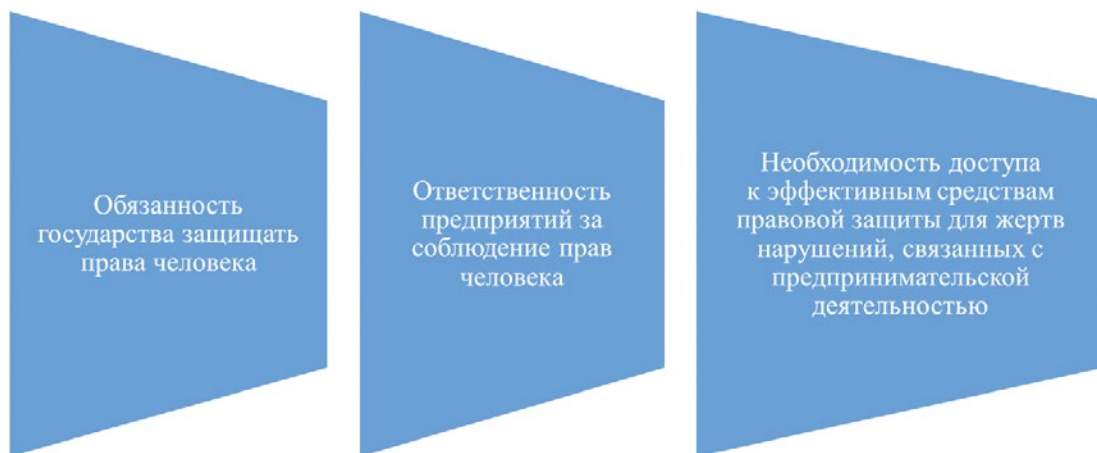 Обязанность
государства защищать
права человека
Ответственность
предприятий за
соблюдение прав
человека
Необходимость доступа
к эффективным средствам
правовой защиты для жертв
нарушений, связанных с
предпринимательской
деятельностью